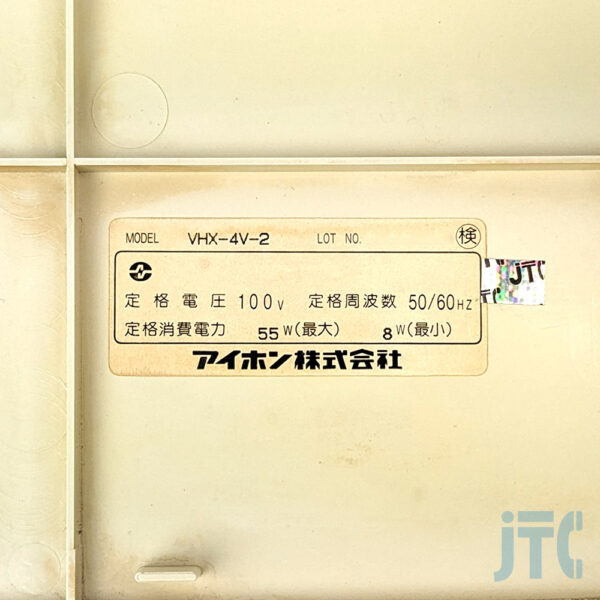 JTC
MODEL VHX-4V-2 LOT NO. 検
JTC
定格電圧 100V 定格周波数 50/60HZ
定格消費電力 55W(最大) 8W(最小)
アイホン株式会社
JTC